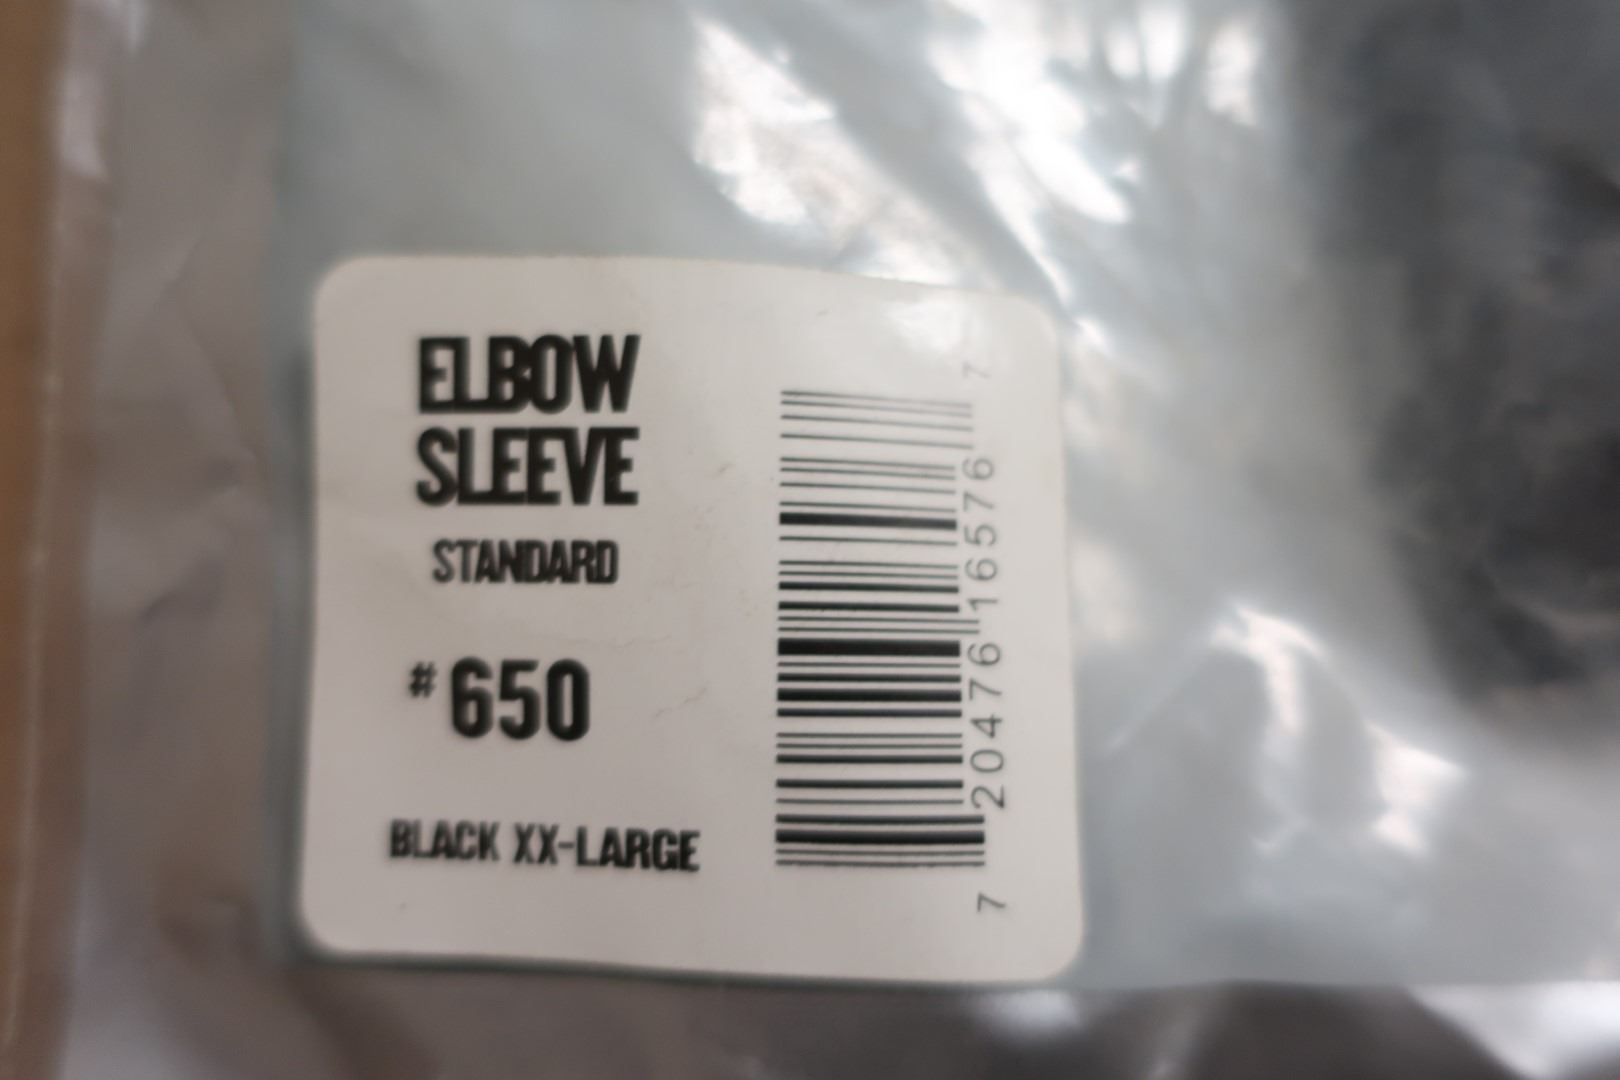 ELBOW
SLEEVE
STANDARD
#650
BLACK XX-LARGE
7 20476 16576 7